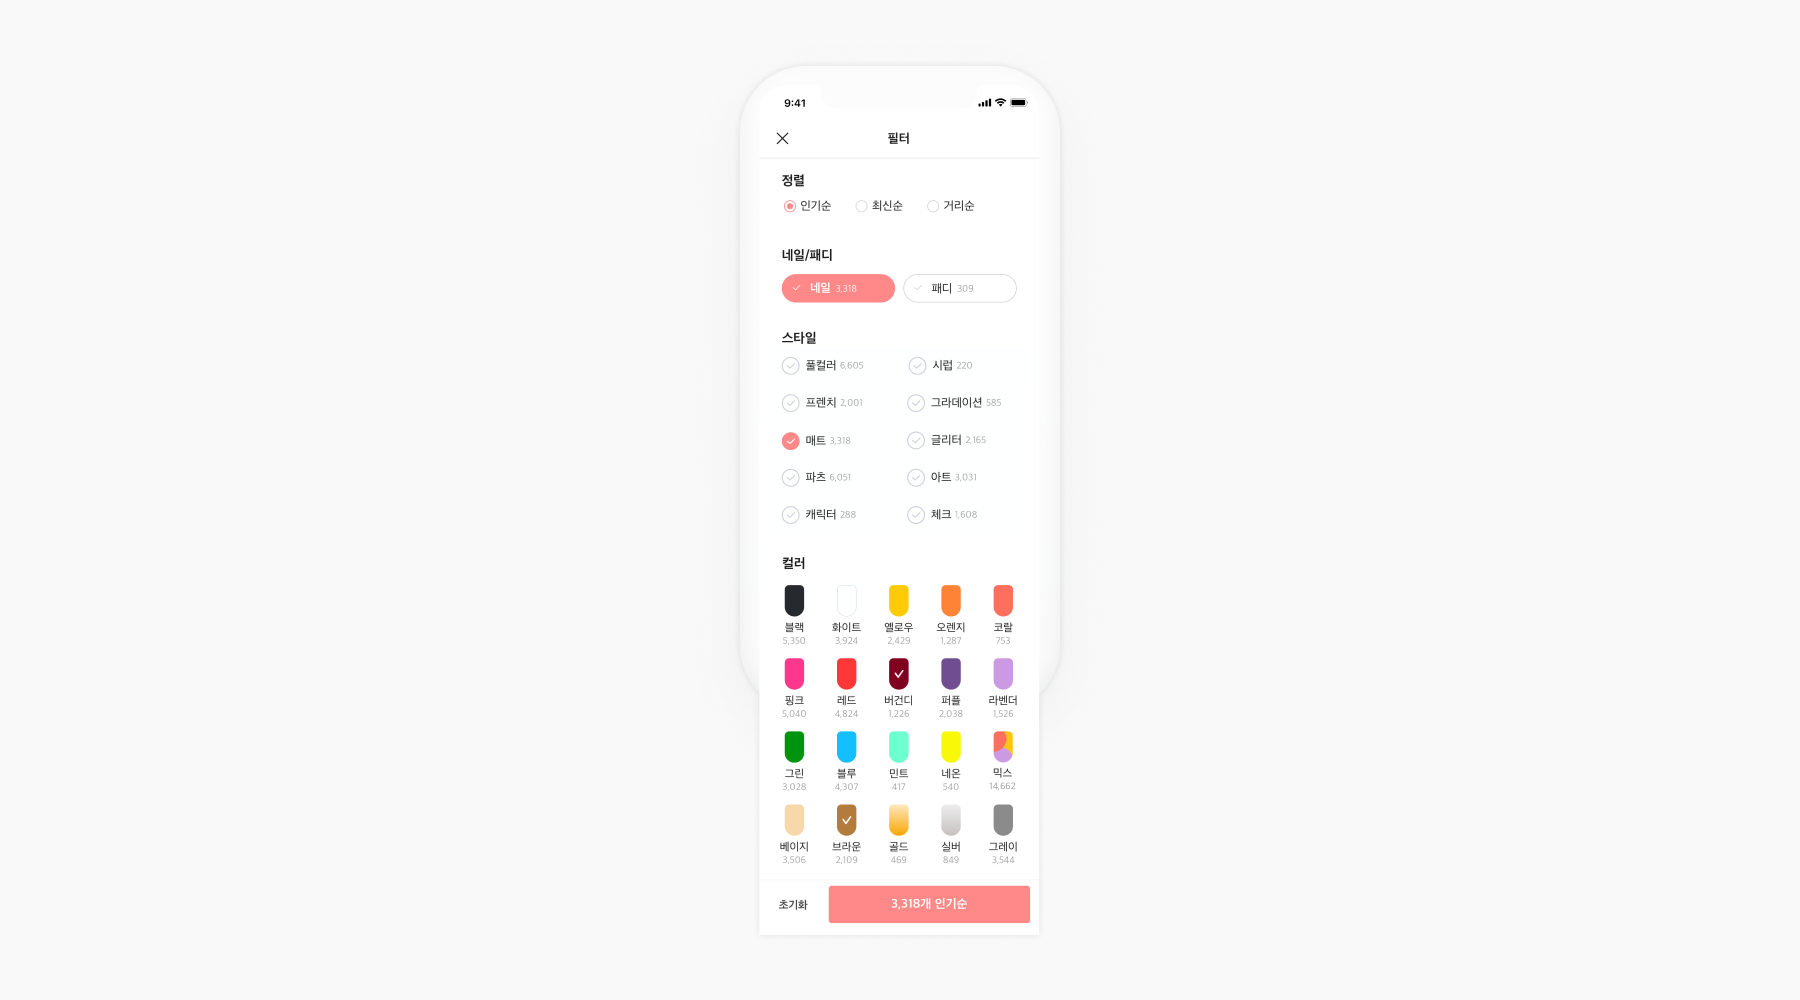 9:41
필터
정렬
인기순 최신순 거리순
네일/패디
네일 3,318 패디 309
스타일
풀컬러 6,605 시럽 220
프렌치 2,001 그라데이션 585
매트 3,318 글리터 2,165
파츠 6,051 아트 3,031
캐릭터 288 체크 1,608
컬러
블랙 화이트 옐로우 오렌지 코랄
5,350 3,924 2,429 1,287 753
핑크 레드 버건디 퍼플 라벤더
5,040 4,824 1,226 2,038 1,526
그린 블루 민트 네온 믹스
3,028 4,307 417 540 14,662
베이지 브라운 골드 실버 그레이
3,506 2,109 469 849 3,544
초기화 3,318개 인기순